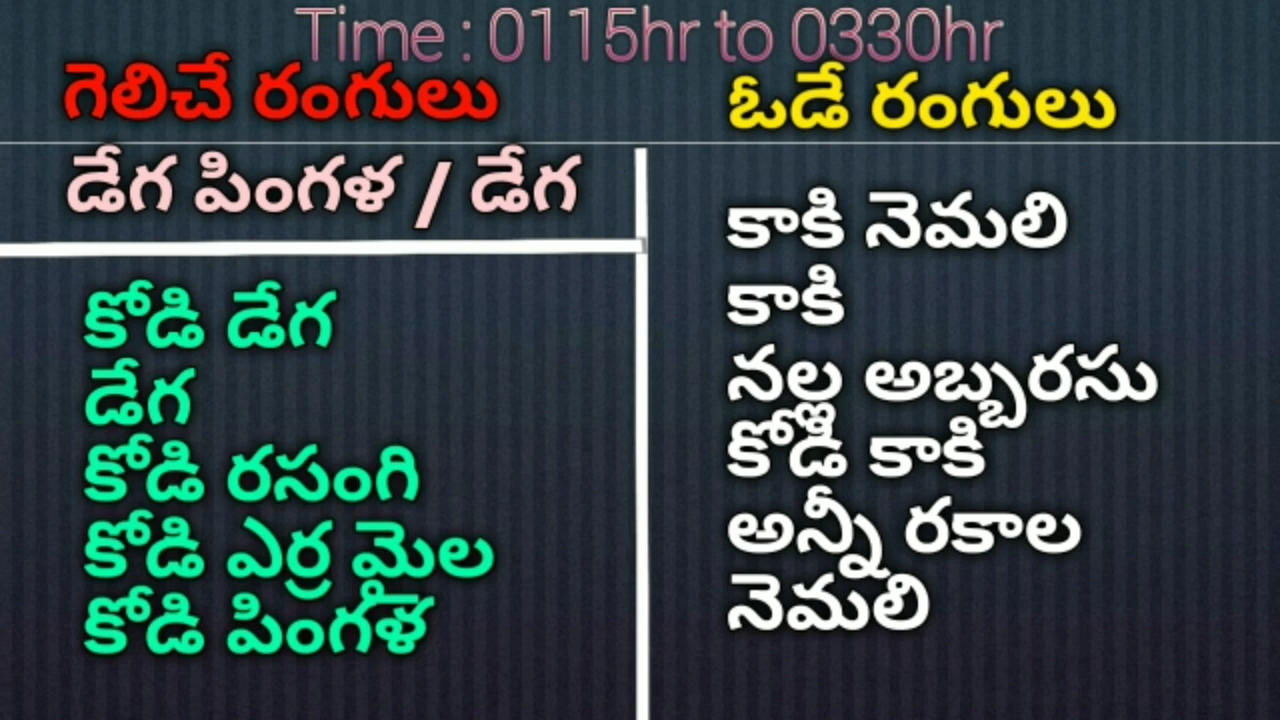 Time : 0115hr to 0330hr
గెలిచే రంగులు
డేగ పింగళ / డేగ
కోడి డేగ
డేగ
కోడి రసంగి
కోడి ఎర్ర మైల
కోడి పింగళ
ఓడే రంగులు
కాకి నెమలి
కాకి
నల్ల అబ్బరసు
కోడి కాకి
అన్నీ రకాల
నెమలి